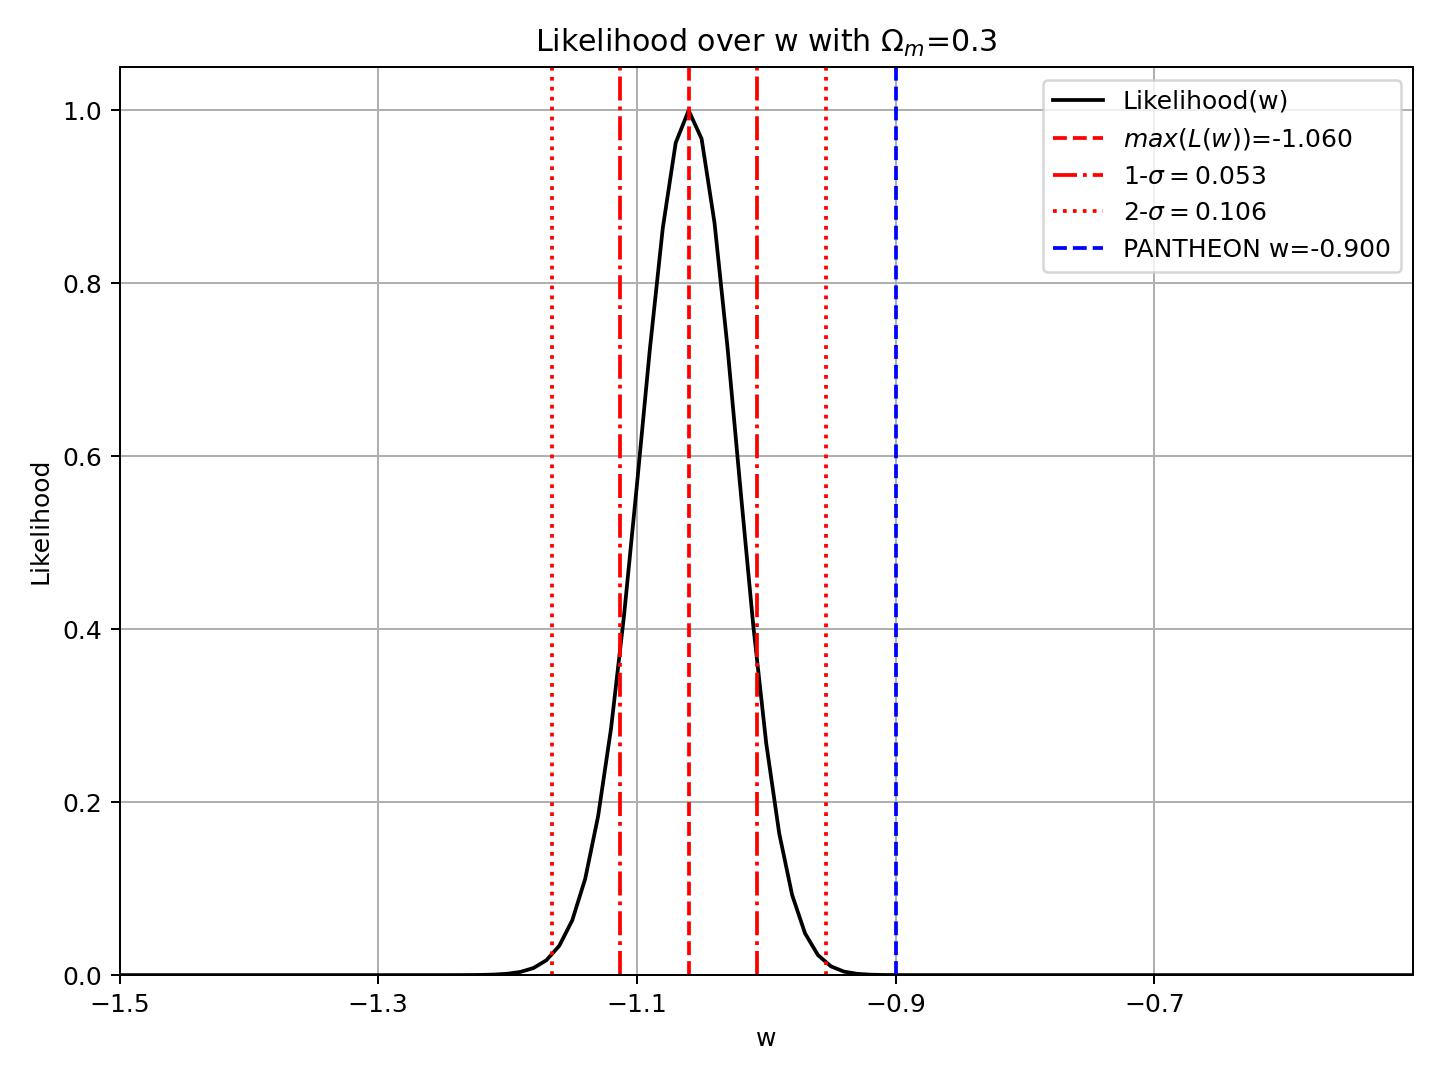 Likelihood over w with Ωₘ=0.3
Likelihood
1.0
0.8
0.6
0.4
0.2
0.0
−1.5
−1.3
−1.1
−0.9
−0.7
w
Likelihood(w)
max(L(w))=-1.060
1-σ = 0.053
2-σ = 0.106
PANTHEON w=-0.900